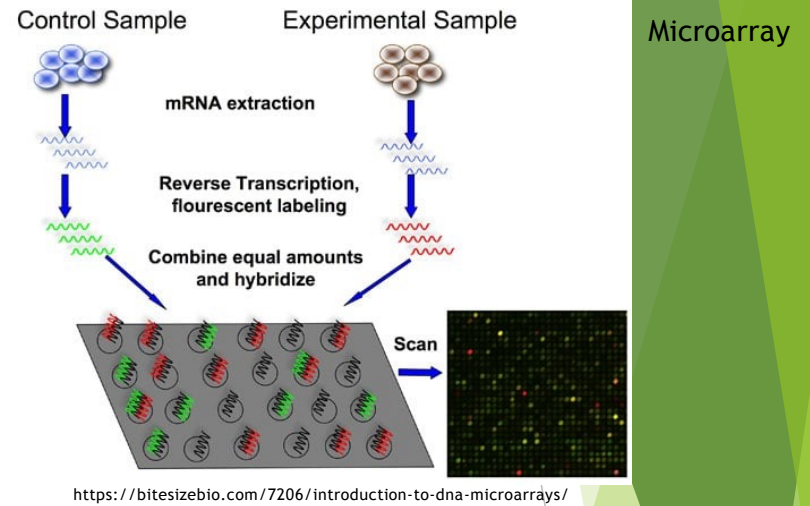 Control Sample
Experimental Sample
Microarray
mRNA extraction
Reverse Transcription,
flourescent labeling
Combine equal amounts
and hybridize
Scan
https://bitesizebio.com/7206/introduction-to-dna-microarrays/